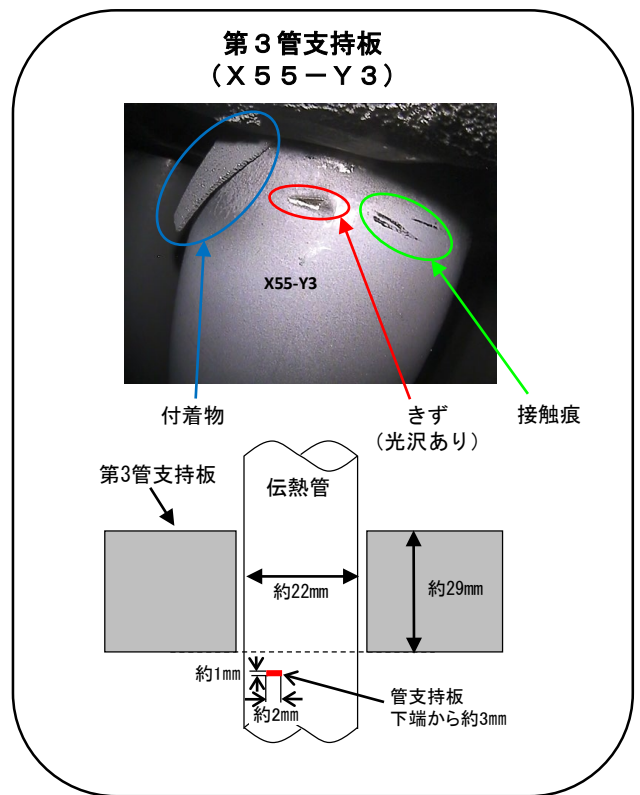 第３管支持板
（Ｘ５５－Ｙ３）
X55-Y3
付着物
きず
（光沢あり）
接触痕
第3管支持板
伝熱管
約22mm
約29mm
約1mm
約2mm
管支持板
下端から約3mm